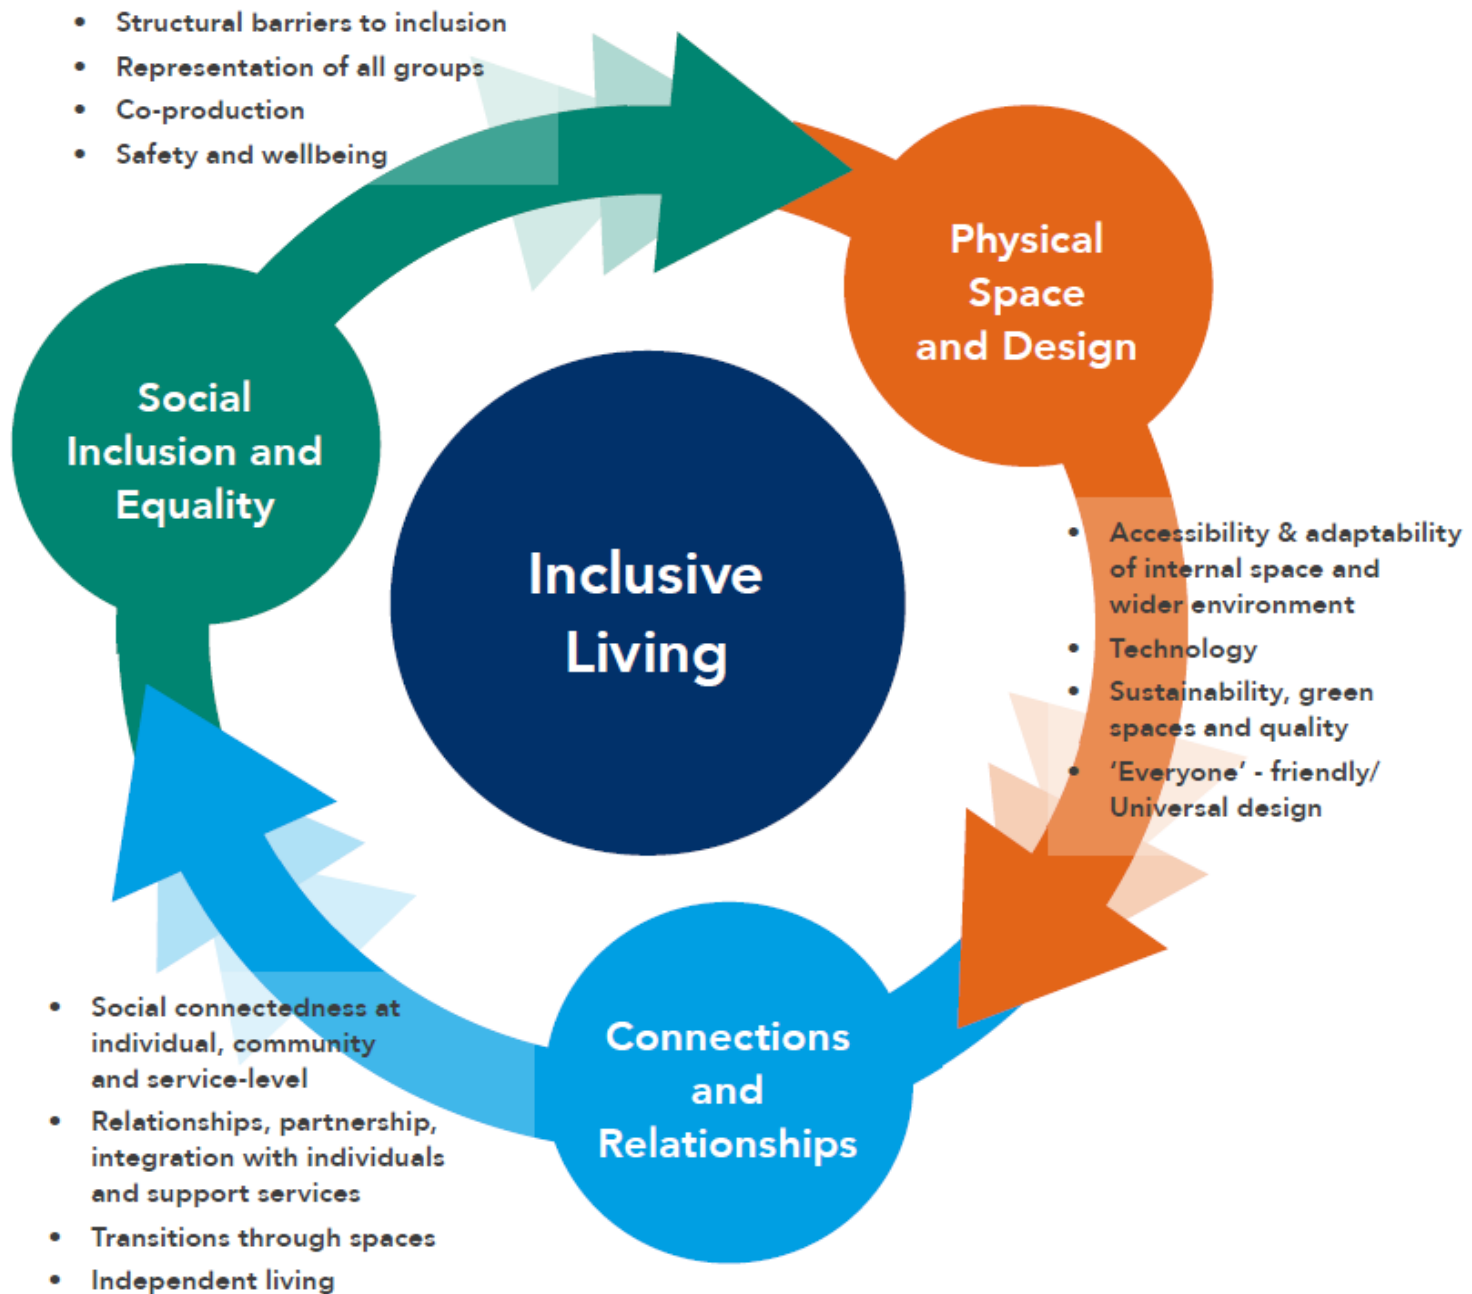 • Structural barriers to inclusion
• Representation of all groups
• Co-production
• Safety and wellbeing
Physical
Space
and Design
Social
Inclusion and
Equality
Inclusive
Living
• Accessibility & adaptability
of internal space and
wider environment
• Technology
• Sustainability, green
spaces and quality
• ‘Everyone’ - friendly/
Universal design
Connections
and
Relationships
• Social connectedness at
individual, community
and service-level
• Relationships, partnership,
integration with individuals
and support services
• Transitions through spaces
• Independent living